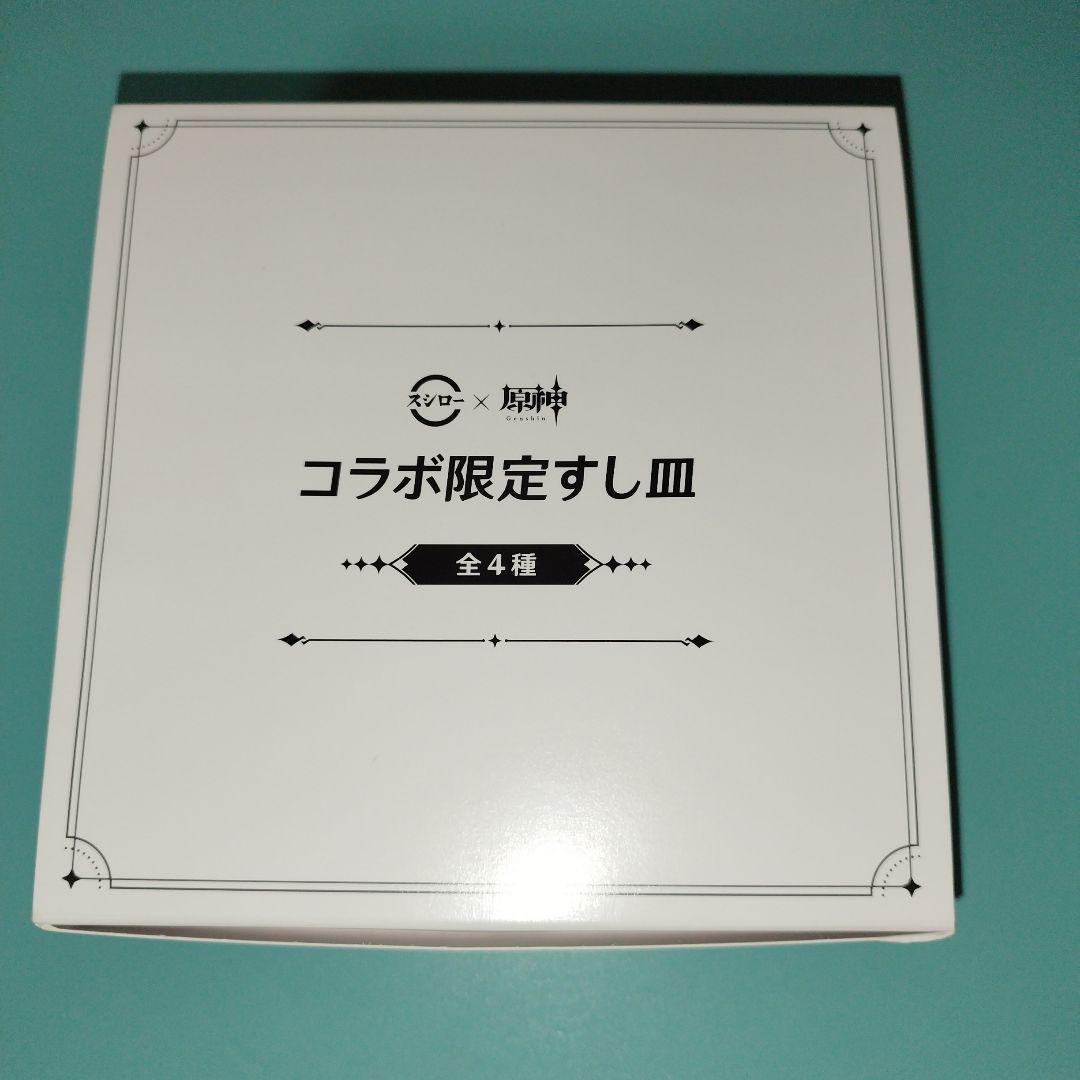 スシロー×原神
Genshin
コラボ限定すし皿
全4種